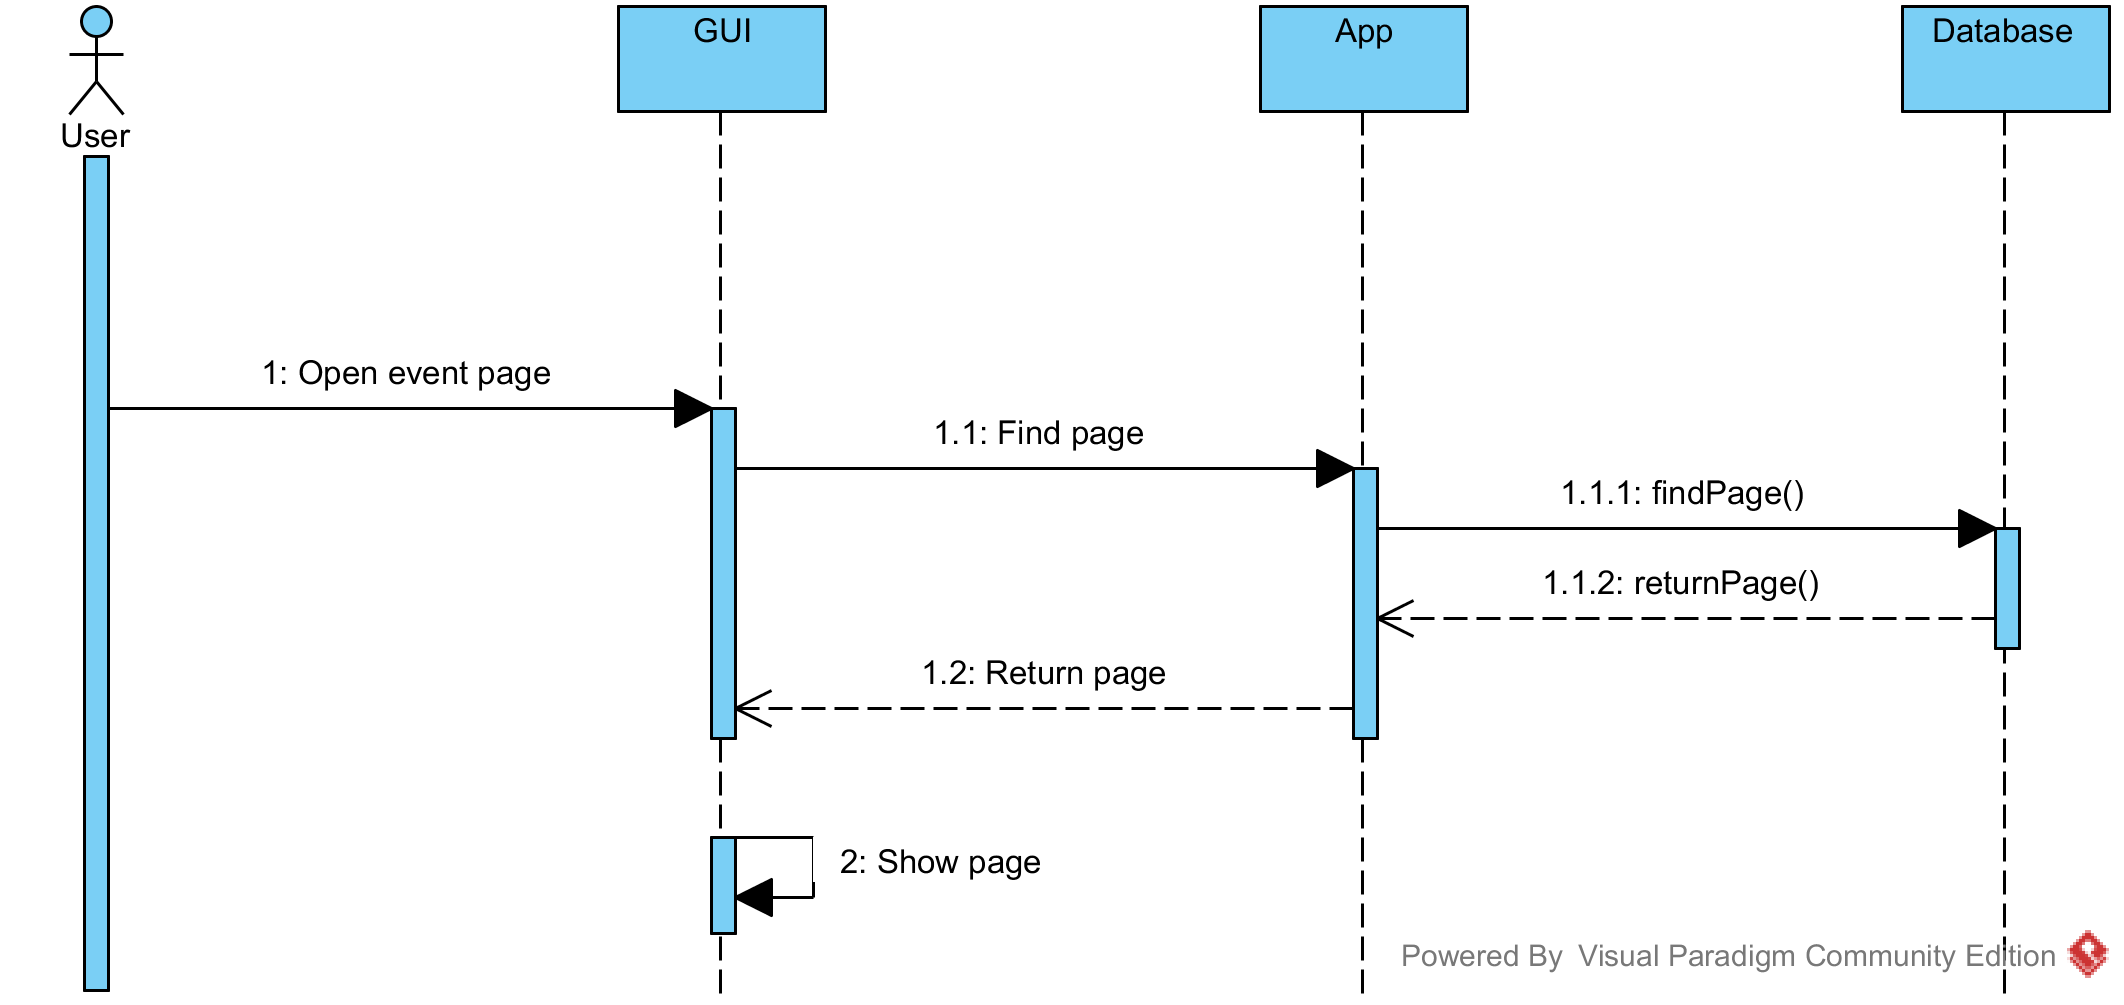 User
GUI
App
Database
1: Open event page
1.1: Find page
1.1.1: findPage()
1.1.2: returnPage()
1.2: Return page
2: Show page
Powered By Visual Paradigm Community Edition